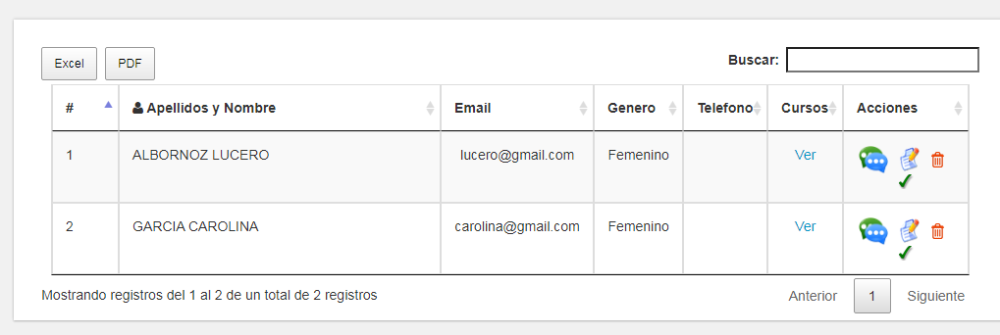 Excel PDF Buscar:
# Apellidos y Nombre Email Genero Telefono Cursos Acciones
1 ALBORNOZ LUCERO lucero@gmail.com Femenino Ver
2 GARCIA CAROLINA carolina@gmail.com Femenino Ver
Mostrando registros del 1 al 2 de un total de 2 registros Anterior 1 Siguiente